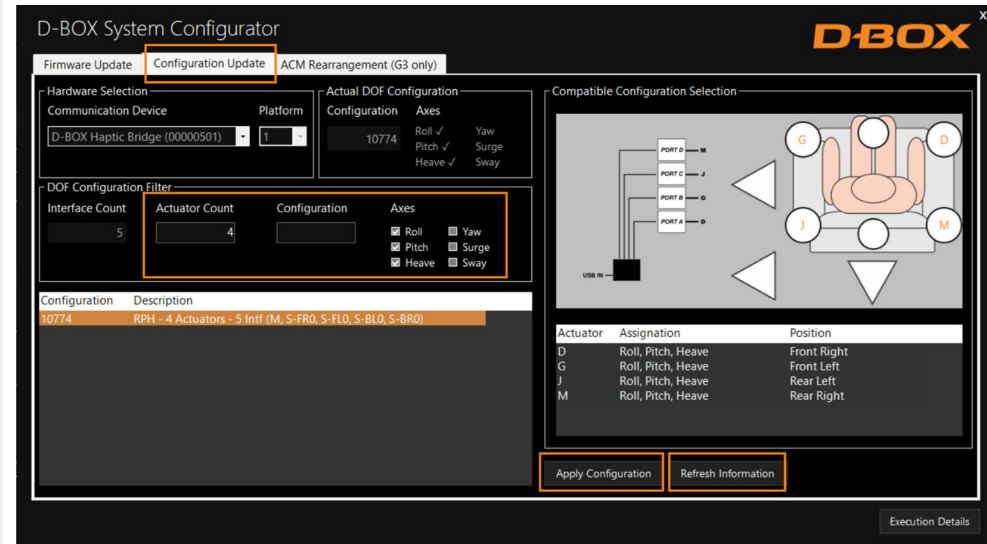 D-BOX System Configurator
X
D-BOX
Firmware Update
Configuration Update
ACM Rearrangement (G3 only)
Hardware Selection
Communication Device
Platform
D-BOX Haptic Bridge (00000501)
1
Actual DOF Configuration
Configuration
Axes
10774
Roll ✓
Yaw
Pitch ✓
Surge
Heave ✓
Sway
DOF Configuration Filter
Interface Count
Actuator Count
Configuration
Axes
5
4
Roll
Yaw
Pitch
Surge
Heave
Sway
Configuration
Description
10774
RPH - 4 Actuators - 5 Intf (M, S-FR0, S-FL0, S-BL0, S-BR0)
Compatible Configuration Selection
PORT D
M
PORT C
J
PORT B
G
PORT A
D
USB IN
G
D
J
M
Actuator
Assignation
Position
D
Roll, Pitch, Heave
Front Right
G
Roll, Pitch, Heave
Front Left
J
Roll, Pitch, Heave
Rear Left
M
Roll, Pitch, Heave
Rear Right
Apply Configuration
Refresh Information
Execution Details